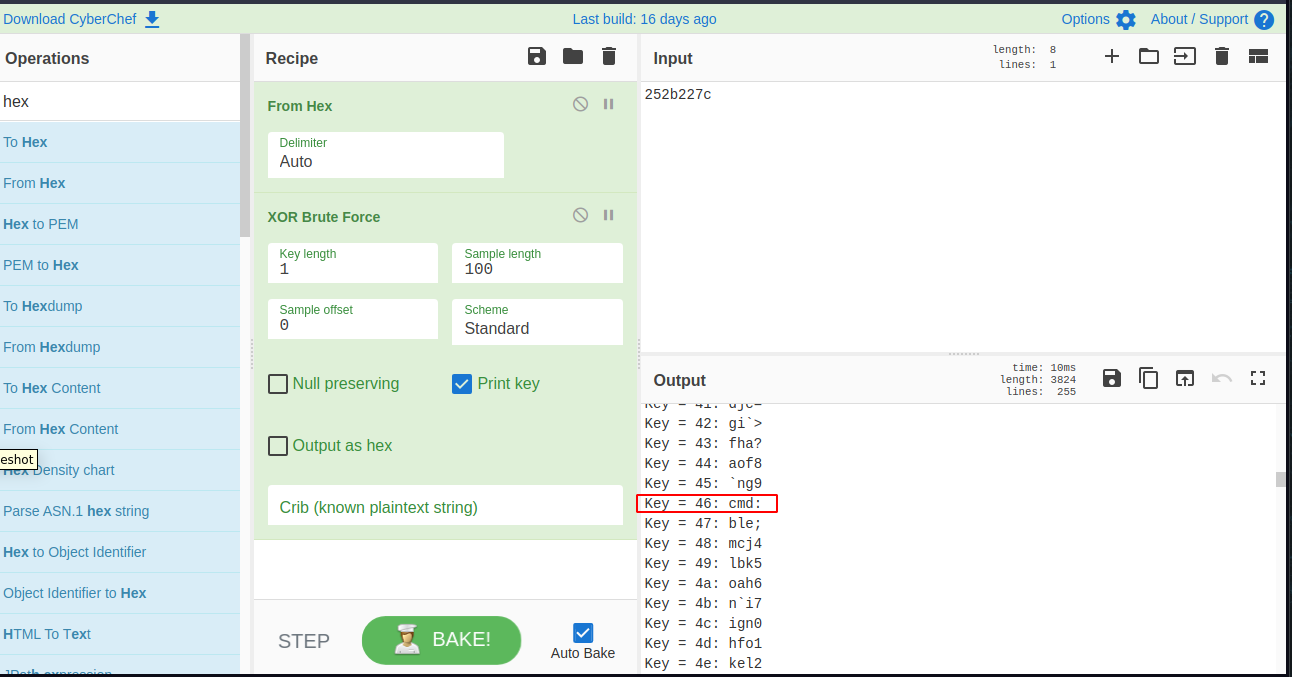 Download CyberChef
Last build: 16 days ago
Options
About / Support
Operations
hex
To Hex
From Hex
Hex to PEM
PEM to Hex
To Hexdump
From Hexdump
To Hex Content
From Hex Content
eshot
Hex Density chart
Parse ASN.1 hex string
Hex to Object Identifier
Object Identifier to Hex
HTML To Text
JPath expression
Recipe
From Hex
Delimiter
Auto
XOR Brute Force
Key length
1
Sample length
100
Sample offset
0
Scheme
Standard
Null preserving
Print key
Output as hex
Crib (known plaintext string)
STEP
BAKE!
Auto Bake
Input
length: 8
lines: 1
252b227c
Output
time: 10ms
length: 3824
lines: 255
Key = 41: djc=
Key = 42: gi`>
Key = 43: fha?
Key = 44: aof8
Key = 45: `ng9
Key = 46: cmd:
Key = 47: ble;
Key = 48: mcj4
Key = 49: lbk5
Key = 4a: oah6
Key = 4b: n`i7
Key = 4c: ign0
Key = 4d: hfo1
Key = 4e: kel2